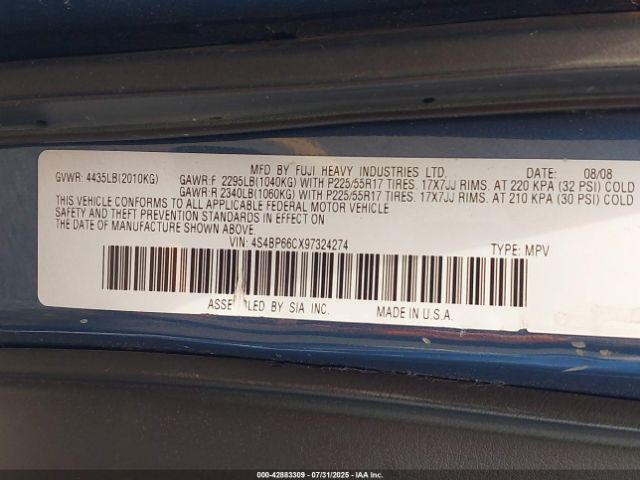 MFD BY FUJI HEAVY INDUSTRIES LTD. DATE: 08/08
GVWR: 4435LB(2010KG) GAWR:F 2295LB(1040KG) WITH P225/55R17 TIRES. 17X7JJ RIMS. AT 220 KPA (32 PSI) COLD
GAWR:R 2340LB(1060KG) WITH P225/55R17 TIRES. 17X7JJ RIMS. AT 210 KPA (30 PSI) COLD
THIS VEHICLE CONFORMS TO ALL
APPLICABLE FEDERAL MOTOR VEHICLE
SAFETY AND THEFT PREVENTION STANDARDS IN EFFECT ON
THE DATE OF MANUFACTURE SHOWN ABOVE.
VIN: 4S4BP66CX97324274 TYPE: MPV
BY SIA INC. MADE IN U.S.A.
000-42883309 | 07/31/2025 | IAA Inc.